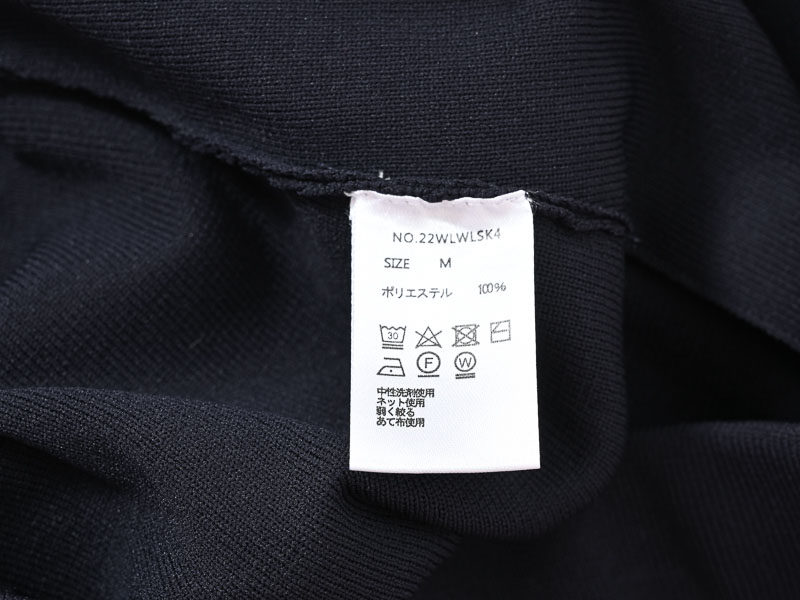 NO.22WLWLSK4
SIZE M
ポリエステル 100%
30
F W
中性洗剤使用
ネット使用
弱く絞る
あて布使用